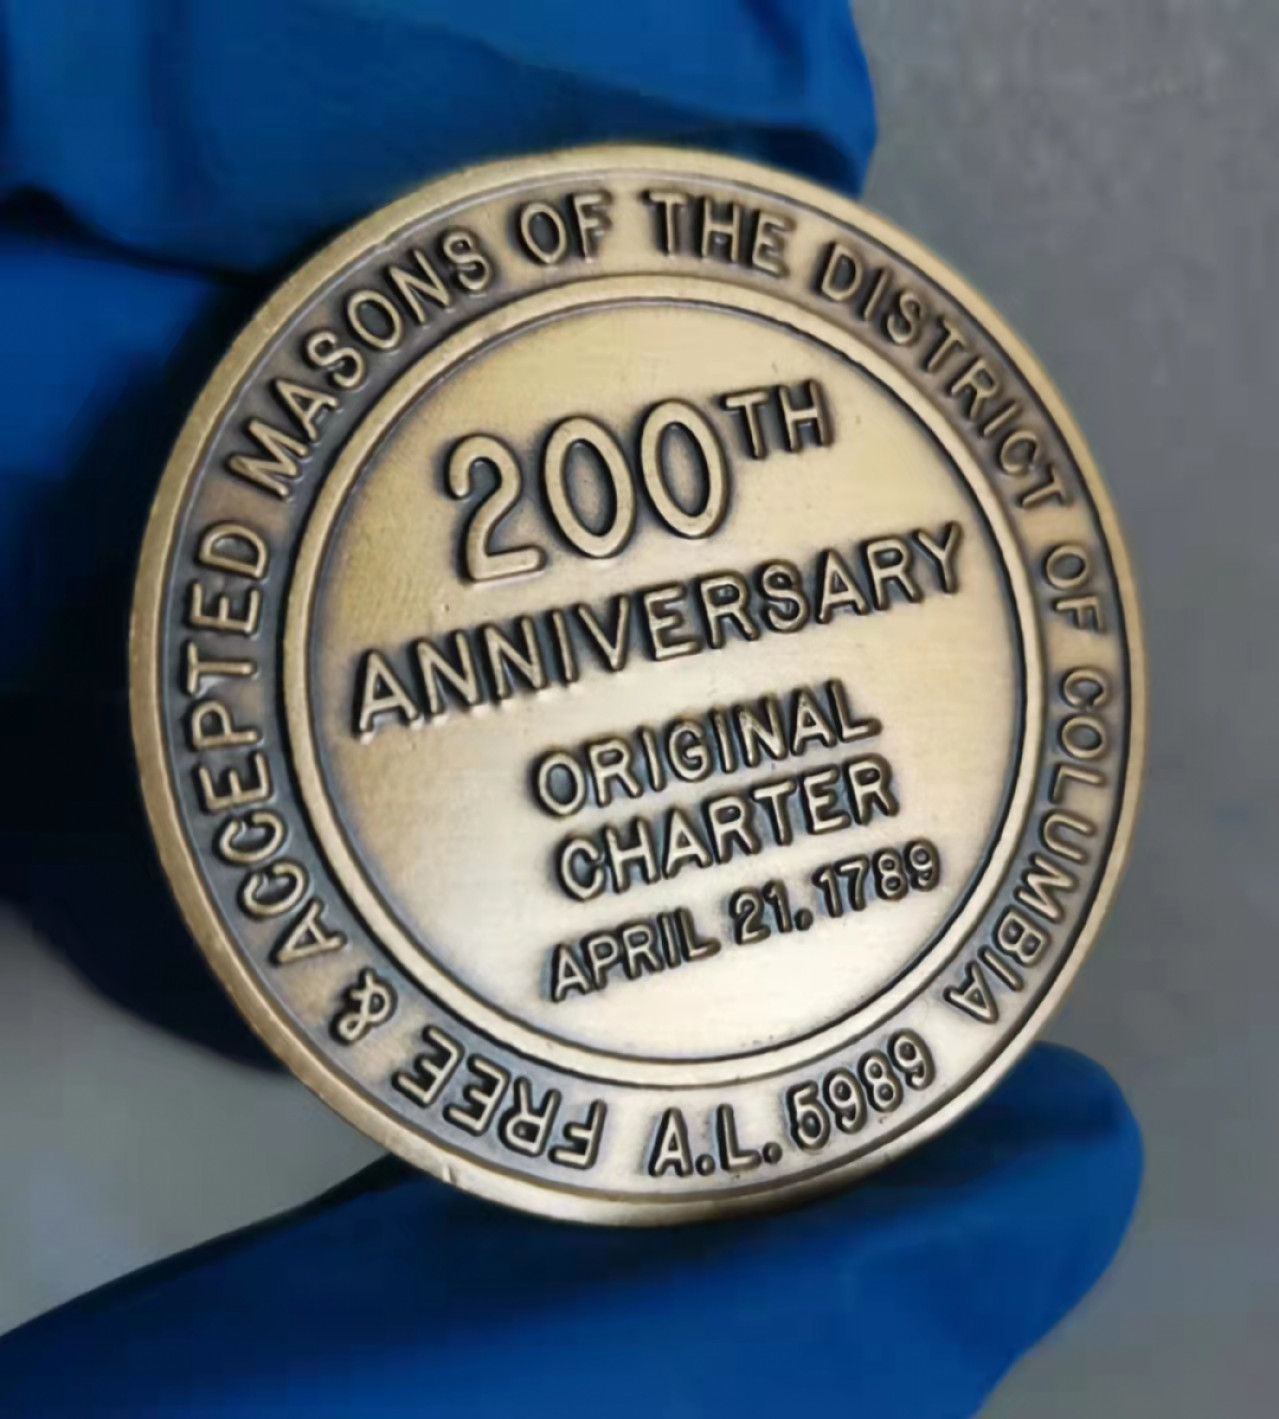 FREE & ACCEPTED MASONS OF THE DISTRICT OF COLUMBIA
200TH
ANNIVERSARY
ORIGINAL
CHARTER
APRIL 21, 1789
A.L. 5989